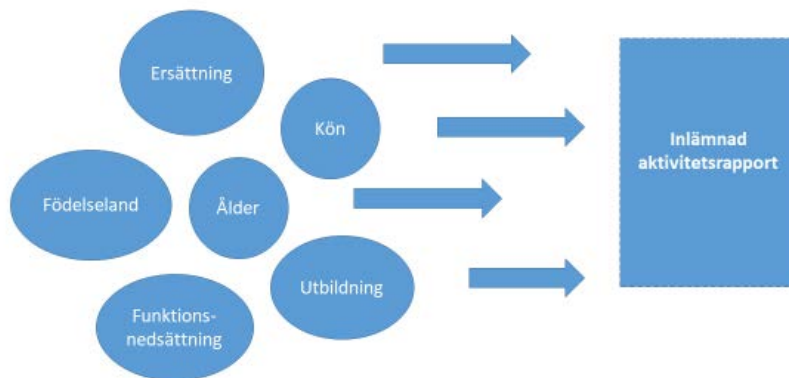 Ersättning
Kön
Födelseland
Ålder
Utbildning
Funktions-
nedsättning
Inlämnad
aktivitetsrapport